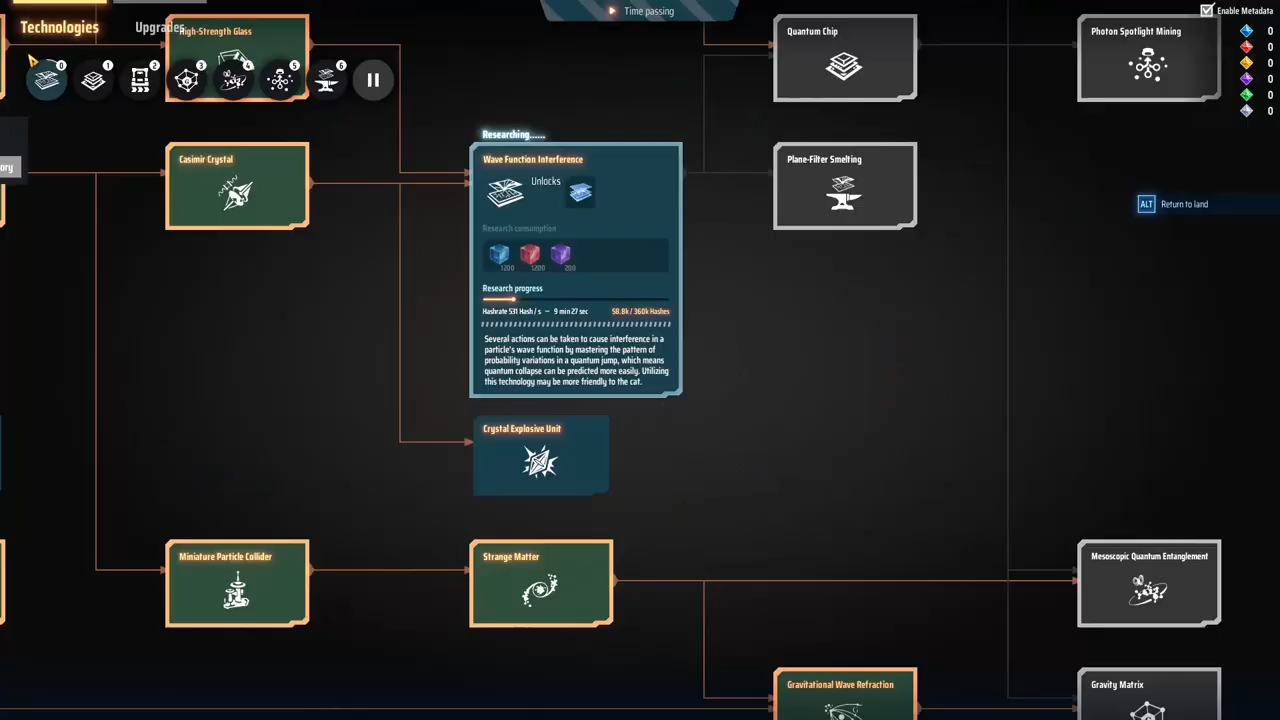 Time passing
Enable Metadata
Technologies
Upgrades
High-Strength Glass
Quantum Chip
Photon Spotlight Mining
0
0
0
0
0
0
0
1
2
3
4
5
6
Researching......
Casimir Crystal
Wave Function Interference
Plane-Filter Smelting
ory
Unlocks
ALT Return to land
Research consumption
1200 1200 200
Research progress
Hashrate 531 Hash / s — 9 min 27 sec 58.8k / 360k Hashes
Several actions can be taken to cause interference in a
particle's wave function by mastering the pattern of
probability variations in a quantum jump, which means
quantum collapse can be predicted more easily. Utilizing
this technology may be more friendly to the cat.
Crystal Explosive Unit
Miniature Particle Collider
Strange Matter
Mesoscopic Quantum Entanglement
Gravitational Wave Refraction
Gravity Matrix